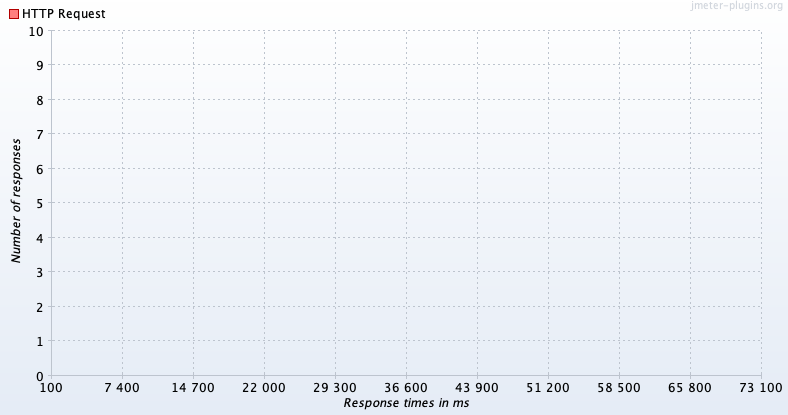 jmeter-plugins.org
HTTP Request
10
9
8
7
6
5
4
3
2
1
0
Number of responses
100 7 400 14 700 22 000 29 300 36 600 43 900 51 200 58 500 65 800 73 100
Response times in ms